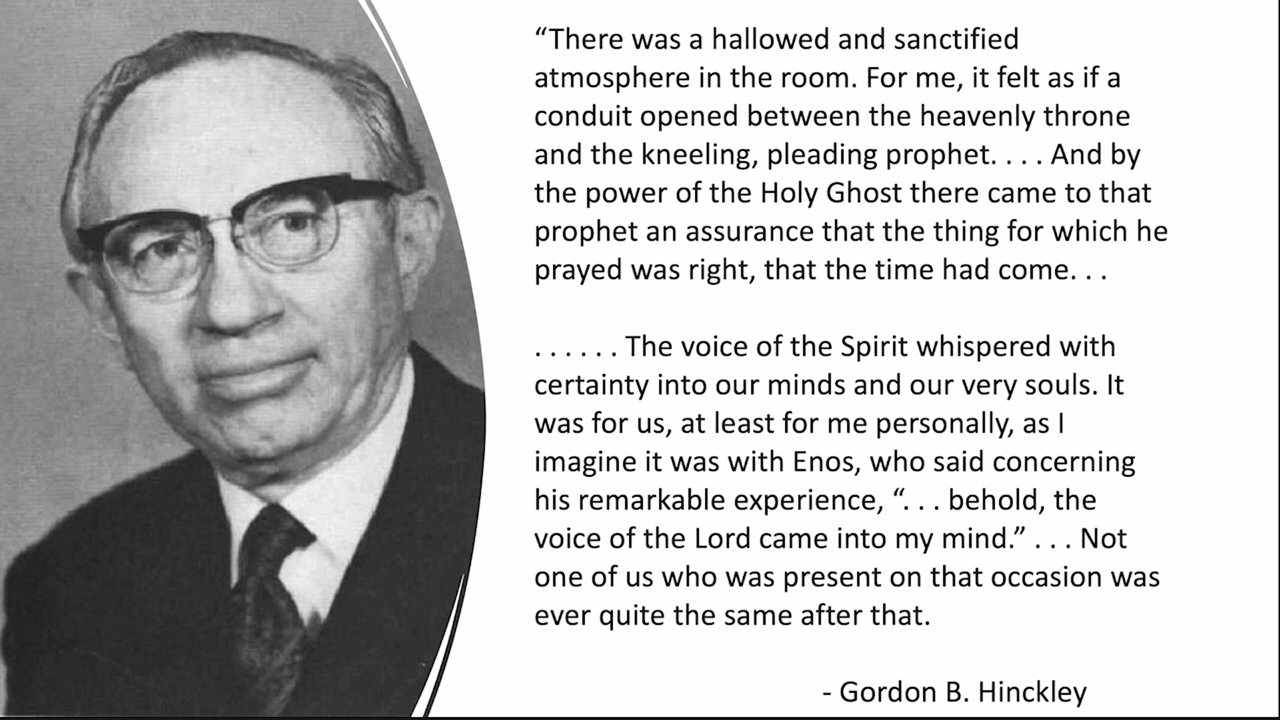 “There was a hallowed and sanctified
atmosphere in the room. For me, it felt as if a
conduit opened between the heavenly throne
and the kneeling, pleading prophet. . . . And by
the power of the Holy Ghost there came to that
prophet an assurance that the thing for which he
prayed was right, that the time had come. . .
. . . . . . The voice of the Spirit whispered with
certainty into our minds and our very souls. It
was for us, at least for me personally, as I
imagine it was with Enos, who said concerning
his remarkable experience, “. . . behold, the
voice of the Lord came into my mind.” . . . Not
one of us who was present on that occasion was
ever quite the same after that.
- Gordon B. Hinckley